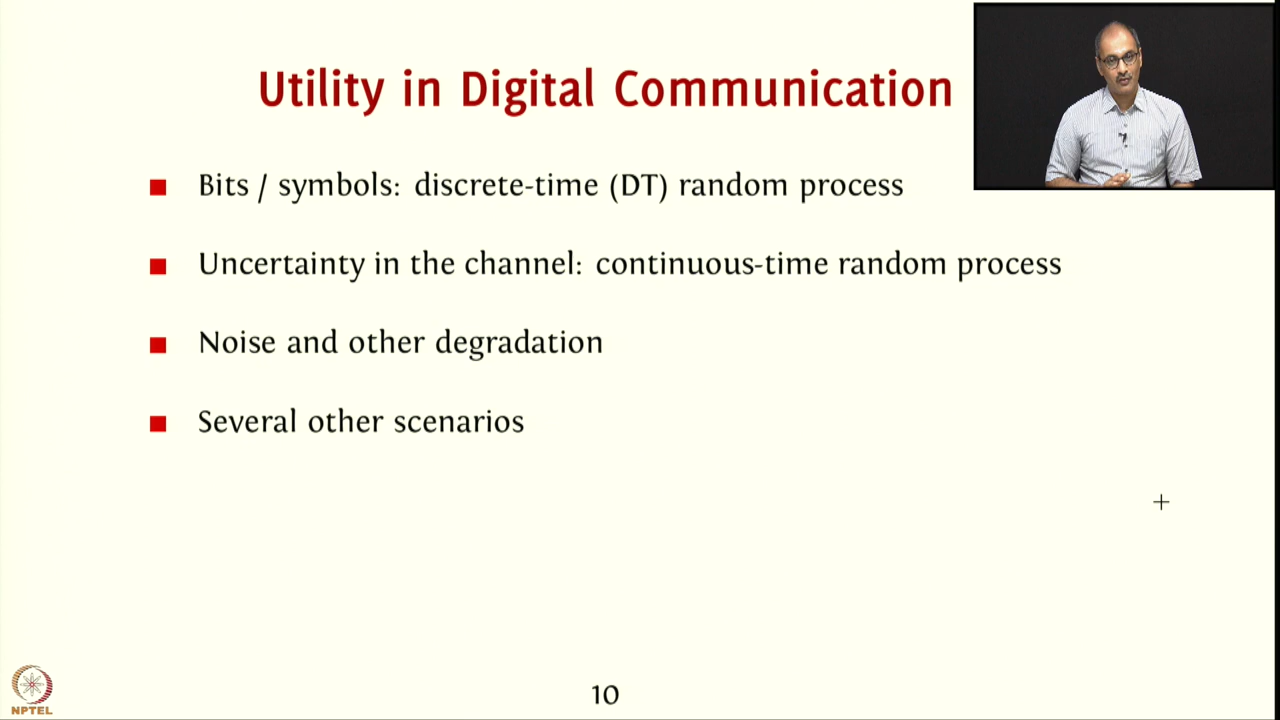 Utility in Digital Communication
Bits / symbols: discrete-time (DT) random process
Uncertainty in the channel: continuous-time random process
Noise and other degradation
Several other scenarios
NPTEL
10